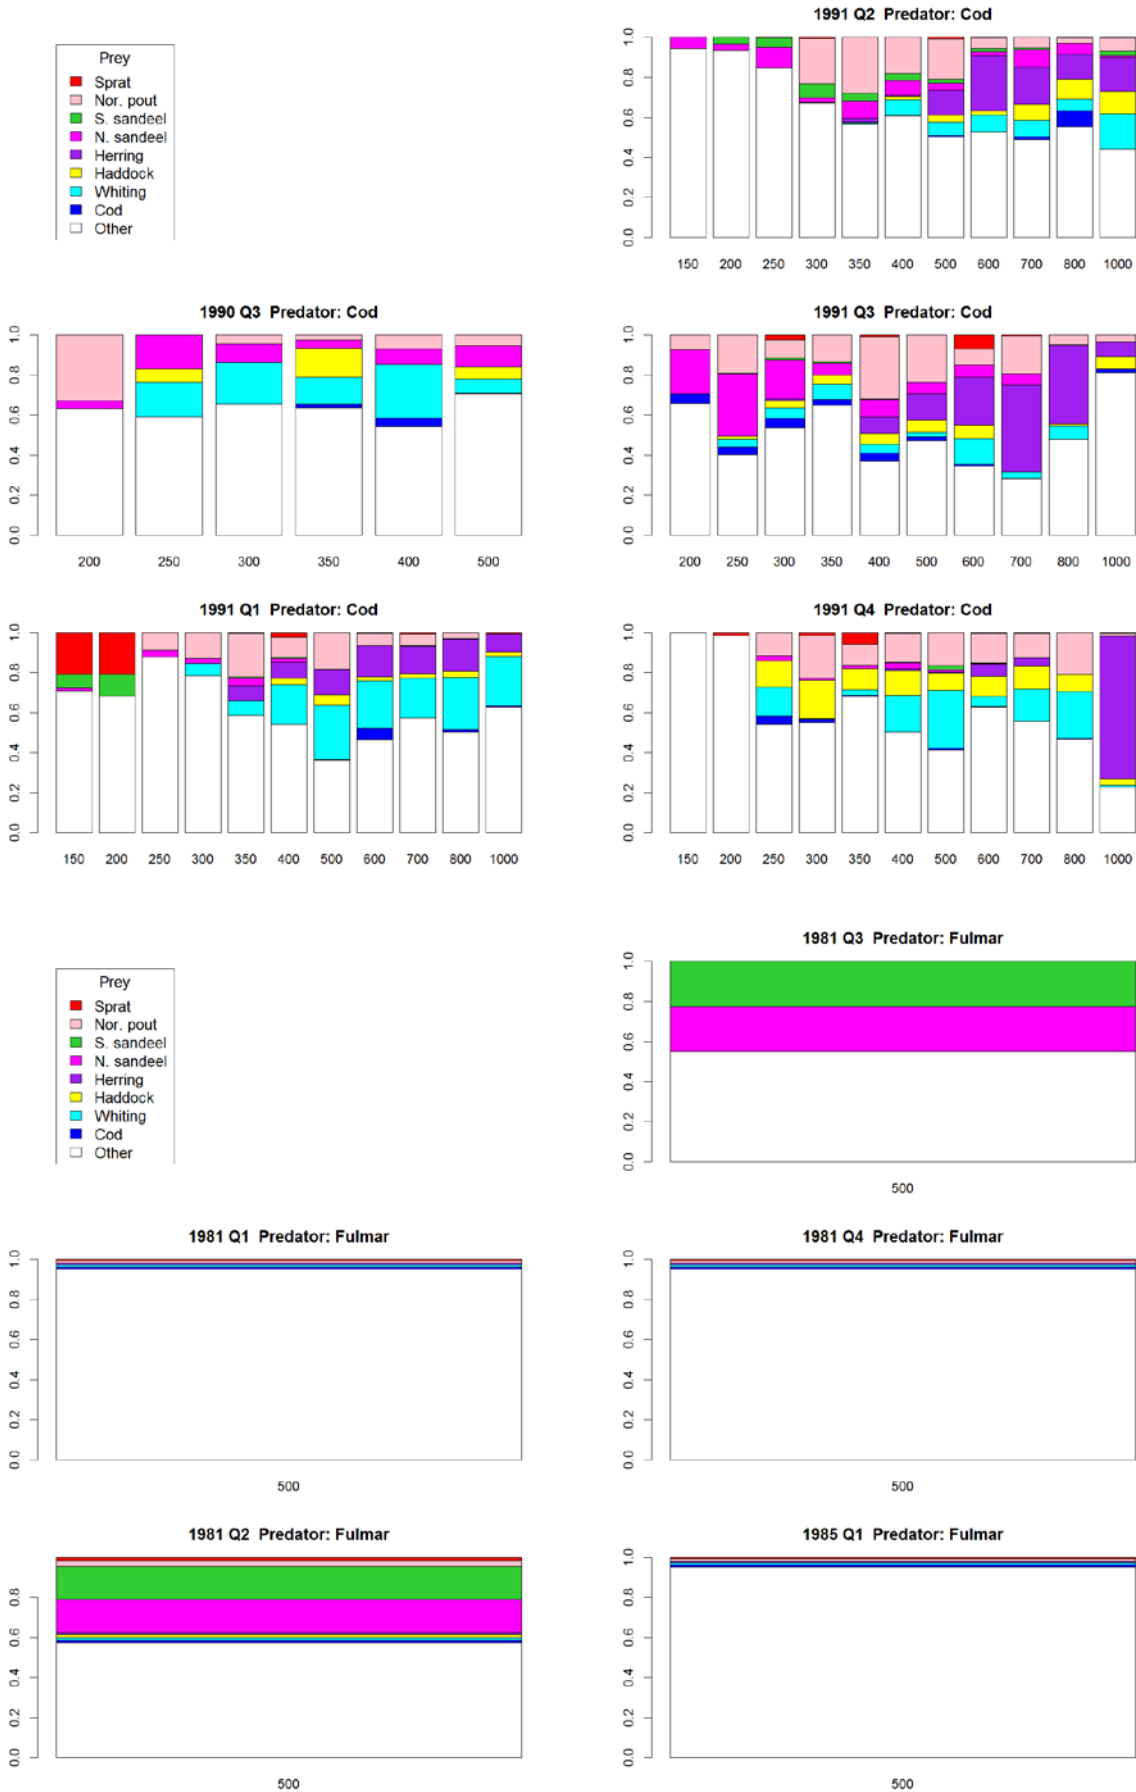 Prey
Sprat
Nor. pout
S. sandeel
N. sandeel
Herring
Haddock
Whiting
Cod
Other
1991 Q2 Predator: Cod
1.0
0.8
0.6
0.4
0.2
0.0
150 200 250 300 350 400 500 600 700 800 1000
1990 Q3 Predator: Cod
1.0
0.8
0.6
0.4
0.2
0.0
200 250 300 350 400 500
1991 Q3 Predator: Cod
1.0
0.8
0.6
0.4
0.2
0.0
200 250 300 350 400 500 600 700 800 1000
1991 Q1 Predator: Cod
1.0
0.8
0.6
0.4
0.2
0.0
150 200 250 300 350 400 500 600 700 800 1000
1991 Q4 Predator: Cod
1.0
0.8
0.6
0.4
0.2
0.0
150 200 250 300 350 400 500 600 700 800 1000
Prey
Sprat
Nor. pout
S. sandeel
N. sandeel
Herring
Haddock
Whiting
Cod
Other
1981 Q3 Predator: Fulmar
1.0
0.8
0.6
0.4
0.2
0.0
500
1981 Q1 Predator: Fulmar
1.0
0.8
0.6
0.4
0.2
0.0
500
1981 Q4 Predator: Fulmar
1.0
0.8
0.6
0.4
0.2
0.0
500
1981 Q2 Predator: Fulmar
0.8
0.6
0.4
0.2
0.0
500
1985 Q1 Predator: Fulmar
1.0
0.8
0.6
0.4
0.2
0.0
500